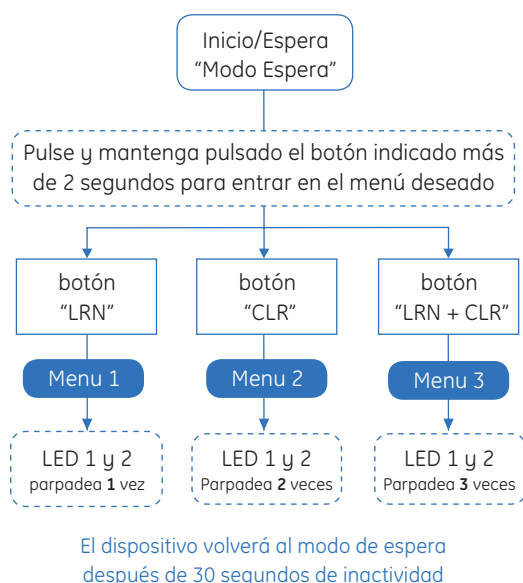 Inicio/Espera
“Modo Espera”
Pulse y mantenga pulsado el botón indicado más
de 2 segundos para entrar en el menú deseado
botón
“LRN”
botón
“CLR”
botón
“LRN + CLR”
Menu 1
Menu 2
Menu 3
LED 1 y 2
parpadea 1 vez
LED 1 y 2
Parpadea 2 veces
LED 1 y 2
Parpadea 3 veces
El dispositivo volverá al modo de espera
después de 30 segundos de inactividad